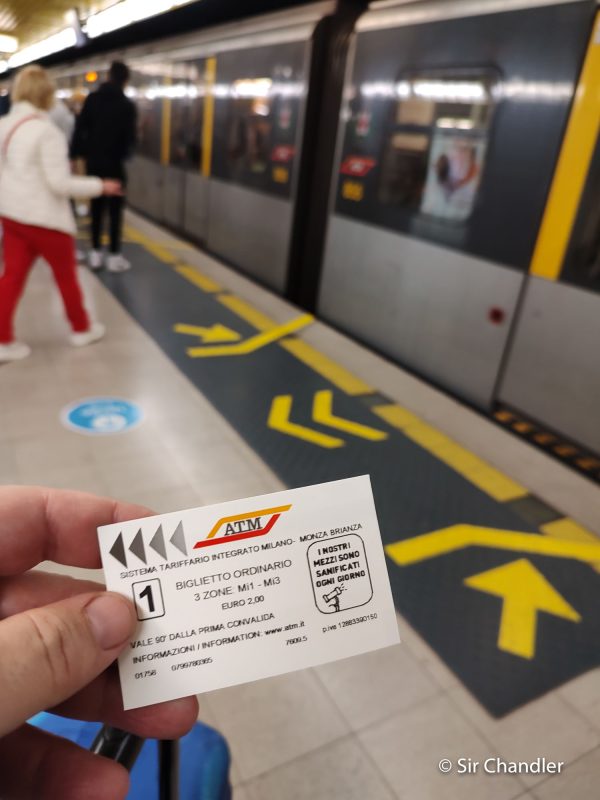 ATM
SISTEMA TARIFFARIO INTEGRATO MILANO- MONZA BRIANZA
1
BIGLIETTO ORDINARIO
3 ZONE: Mi1 - Mi3
EURO 2,00
I NOSTRI
MEZZI SONO
SANIFICATI
OGNI GIORNO
VALE 90' DALLA PRIMA CONVALIDA
INFORMAZIONI / INFORMATION: www.atm.it
7609.5
p.iva 12883390150
01758 0799780365
© Sir Chandler